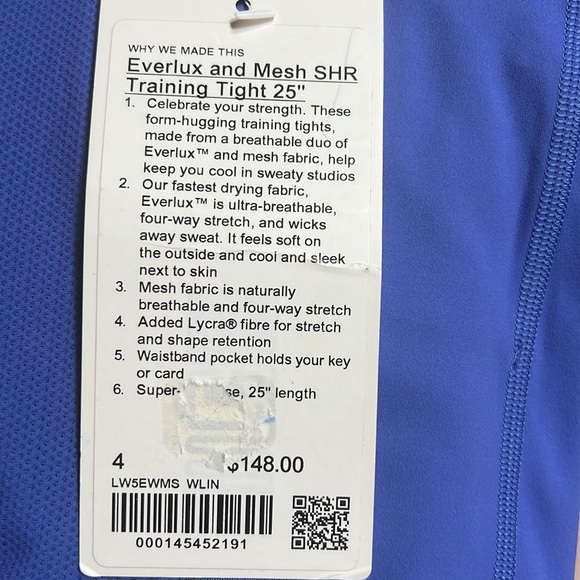 WHY WE MADE THIS
Everlux and Mesh SHR
Training Tight 25"
1. Celebrate your strength. These
form-hugging training tights,
made from a breathable duo of
Everlux™ and mesh fabric, help
keep you cool in sweaty studios
2. Our fastest drying fabric,
Everlux™ is ultra-breathable,
four-way stretch, and wicks
away sweat. It feels soft on
the outside and cool and sleek
next to skin
3. Mesh fabric is naturally
breathable and four-way stretch
4. Added Lycra® fibre for stretch
and shape retention
5. Waistband pocket holds your key
or card
6. Super- 25" length
4 $148.00
LW5EWMS WLIN
000145452191